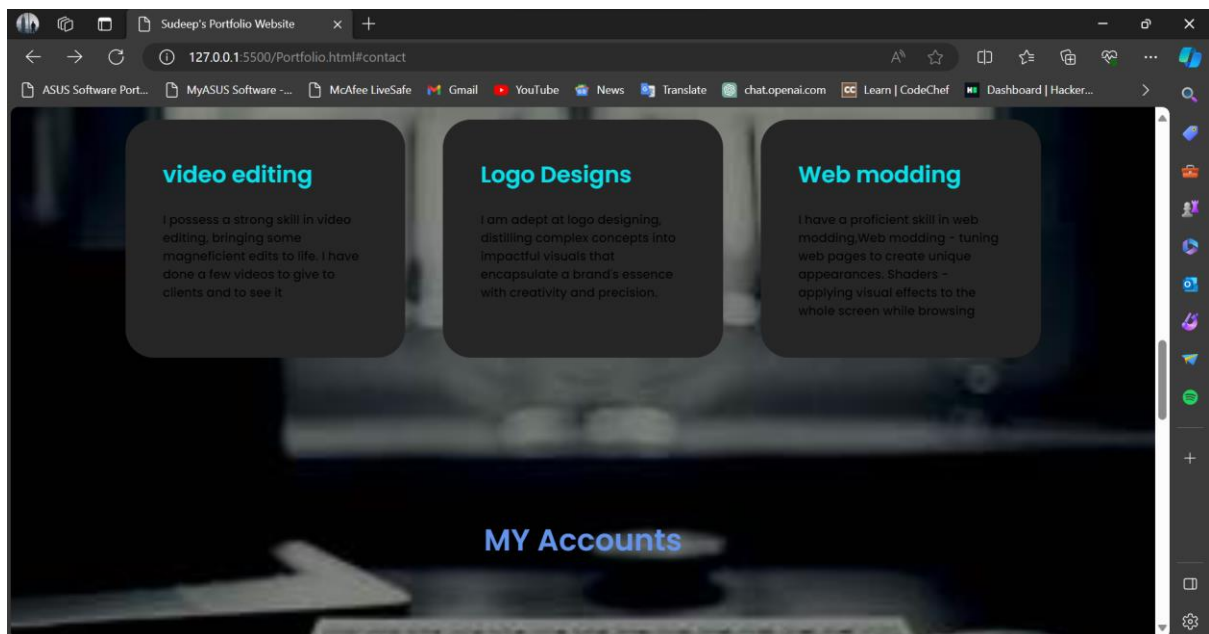 Sudeep's Portfolio Website
127.0.0.1:5500/Portfolio.html#contact
ASUS Software Port... MyASUS Software -... McAfee LiveSafe Gmail YouTube News Translate chat.openai.com Learn | CodeChef Dashboard | Hacker...
video editing
I possess a strong skill in video
editing, bringing some
magneficient edits to life. I have
done a few videos to give to
clients and to see it
Logo Designs
I am adept at logo designing,
distilling complex concepts into
impactful visuals that
encapsulate a brand's essence
with creativity and precision.
Web modding
I have a proficient skill in web
modding,Web modding - tuning
web pages to create unique
appearances. Shaders -
applying visual effects to the
whole screen while browsing
MY Accounts